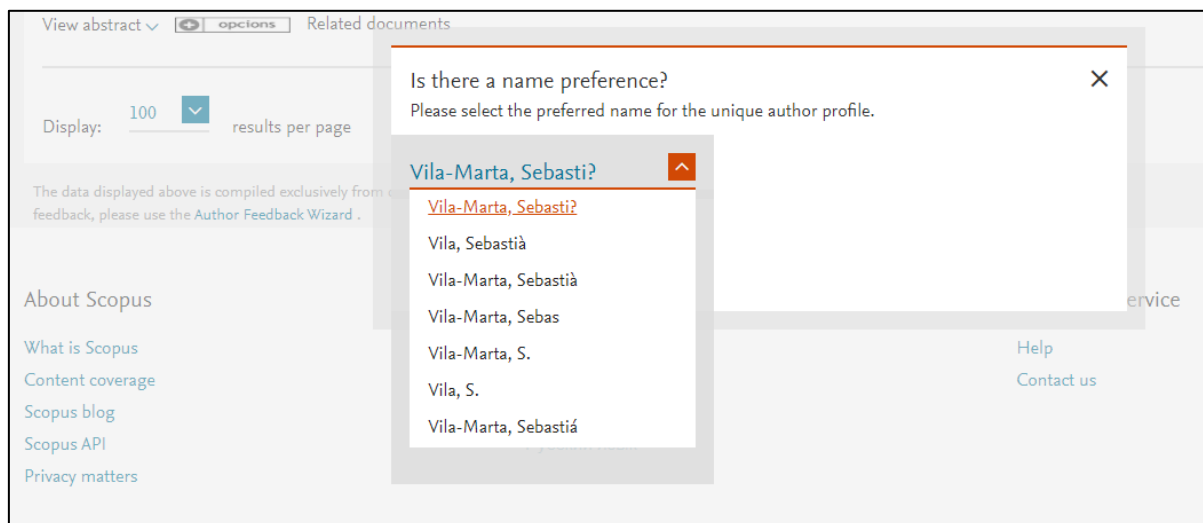 View abstract opcions Related documents
Is there a name preference?
Please select the preferred name for the unique author profile.
Display: 100 results per page
Vila-Marta, Sebasti?
Vila-Marta, Sebasti?
Vila, Sebastià
Vila-Marta, Sebastià
Vila-Marta, Sebas
Vila-Marta, S.
Vila, S.
Vila-Marta, Sebastiá
The data displayed above is compiled exclusively from
feedback, please use the Author Feedback Wizard .
About Scopus
What is Scopus
Content coverage
Scopus blog
Scopus API
Privacy matters
ervice
Help
Contact us